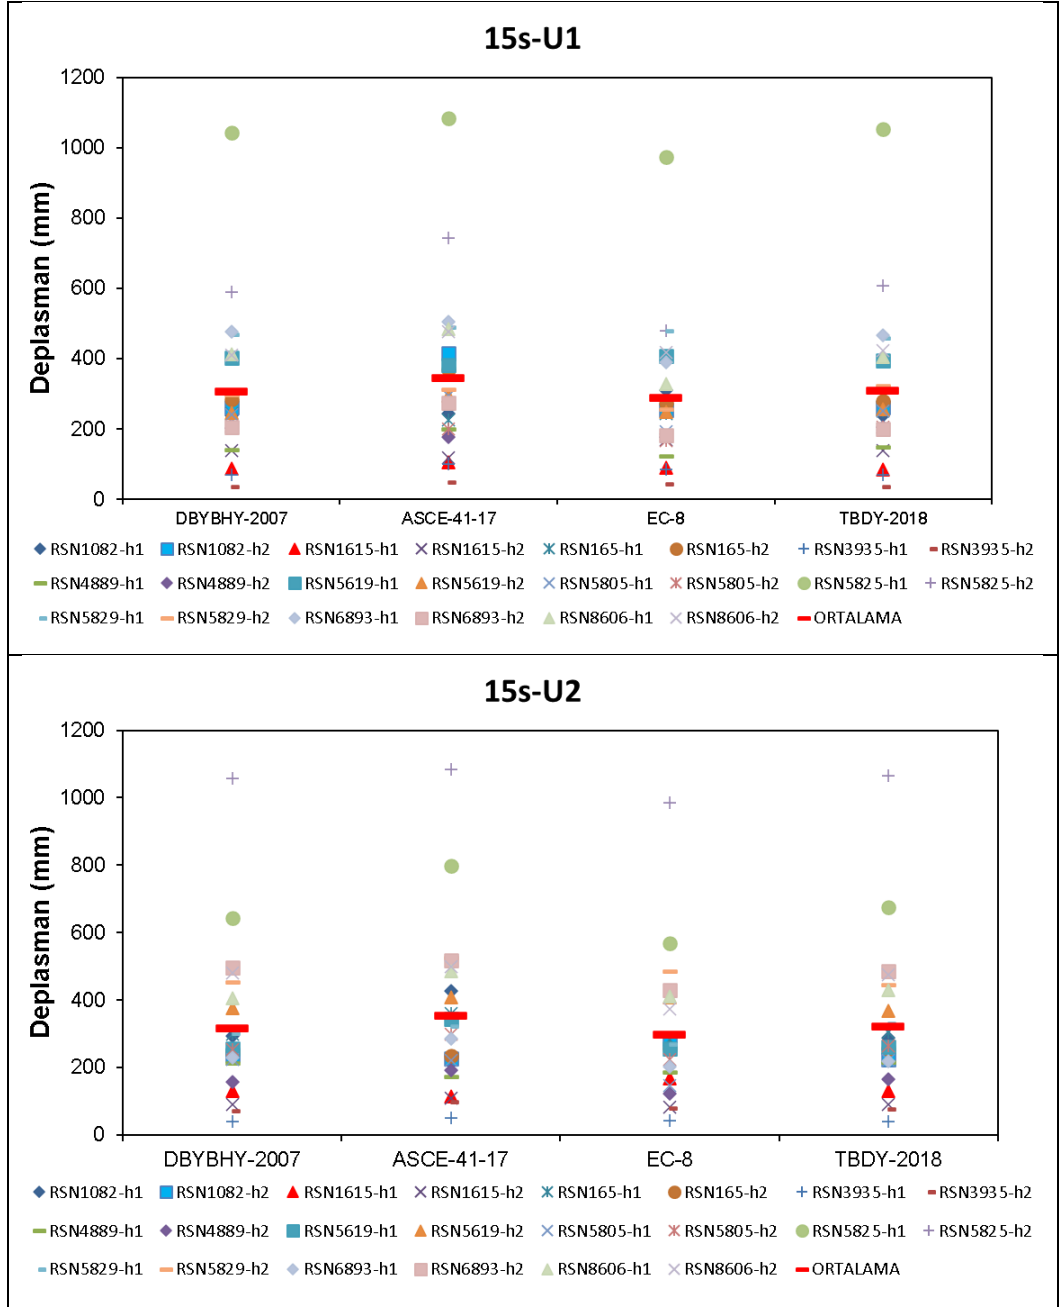 15s-U1
1200
1000
800
600
400
200
0
Deplasman (mm)
DBYBHY-2007 ASCE-41-17 EC-8 TBDY-2018
RSN1082-h1 RSN1082-h2 RSN1615-h1 RSN1615-h2 RSN165-h1 RSN165-h2 RSN3935-h1 RSN3935-h2
RSN4889-h1 RSN4889-h2 RSN5619-h1 RSN5619-h2 RSN5805-h1 RSN5805-h2 RSN5825-h1 RSN5825-h2
RSN5829-h1 RSN5829-h2 RSN6893-h1 RSN6893-h2 RSN8606-h1 RSN8606-h2 ORTALAMA
15s-U2
1200
1000
800
600
400
200
0
Deplasman (mm)
DBYBHY-2007 ASCE-41-17 EC-8 TBDY-2018
RSN1082-h1 RSN1082-h2 RSN1615-h1 RSN1615-h2 RSN165-h1 RSN165-h2 RSN3935-h1 RSN3935-h2
RSN4889-h1 RSN4889-h2 RSN5619-h1 RSN5619-h2 RSN5805-h1 RSN5805-h2 RSN5825-h1 RSN5825-h2
RSN5829-h1 RSN5829-h2 RSN6893-h1 RSN6893-h2 RSN8606-h1 RSN8606-h2 ORTALAMA